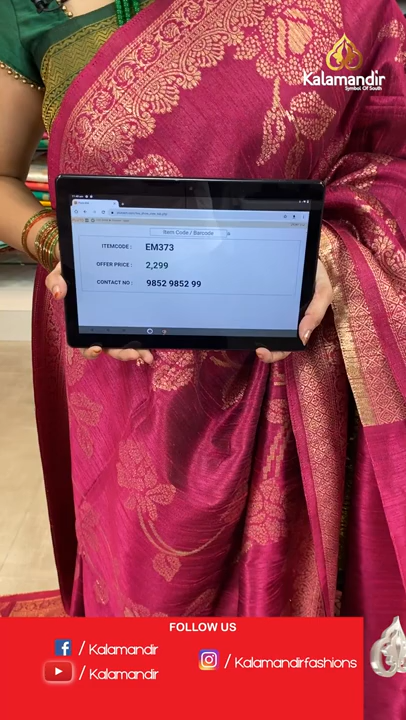 Kalamandir
Symbol Of South
Item Code / Barcode
ITEMCODE : EM373
OFFER PRICE : 2,299
CONTACT NO : 9852 9852 99
FOLLOW US
/ Kalamandir
/ Kalamandirfashions
/ Kalamandir